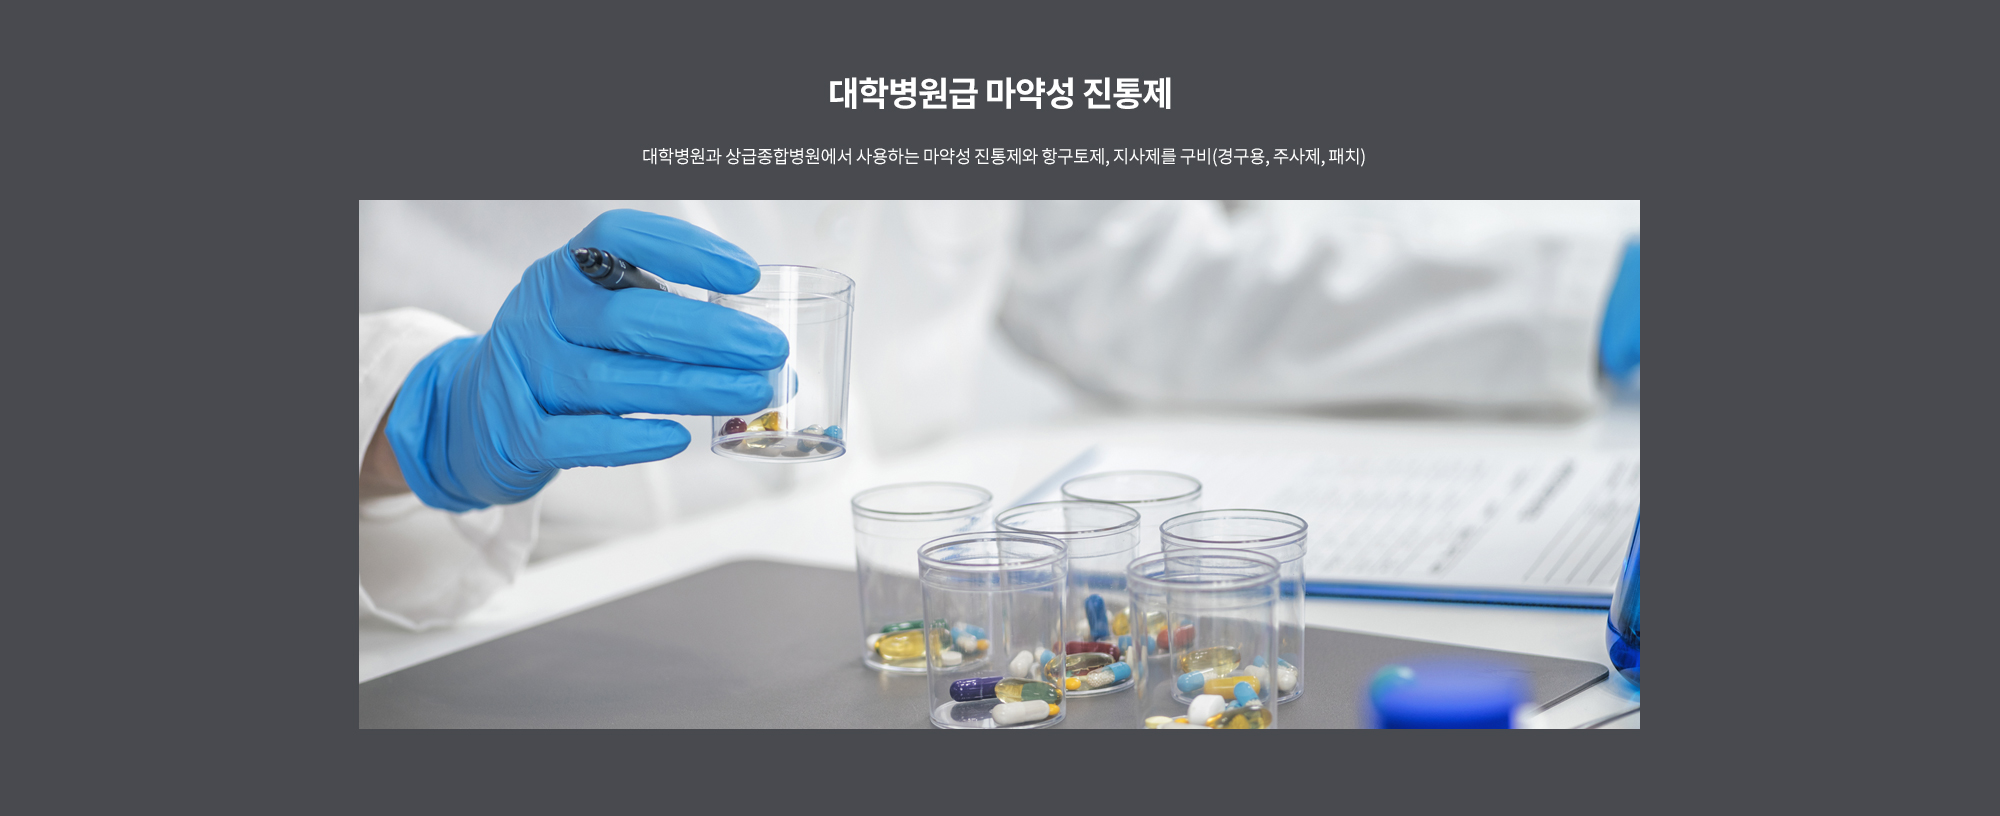 대학병원급 마약성 진통제
대학병원과 상급종합병원에서 사용하는 마약성 진통제와 항구토제, 지사제를 구비(경구용, 주사제, 패치)